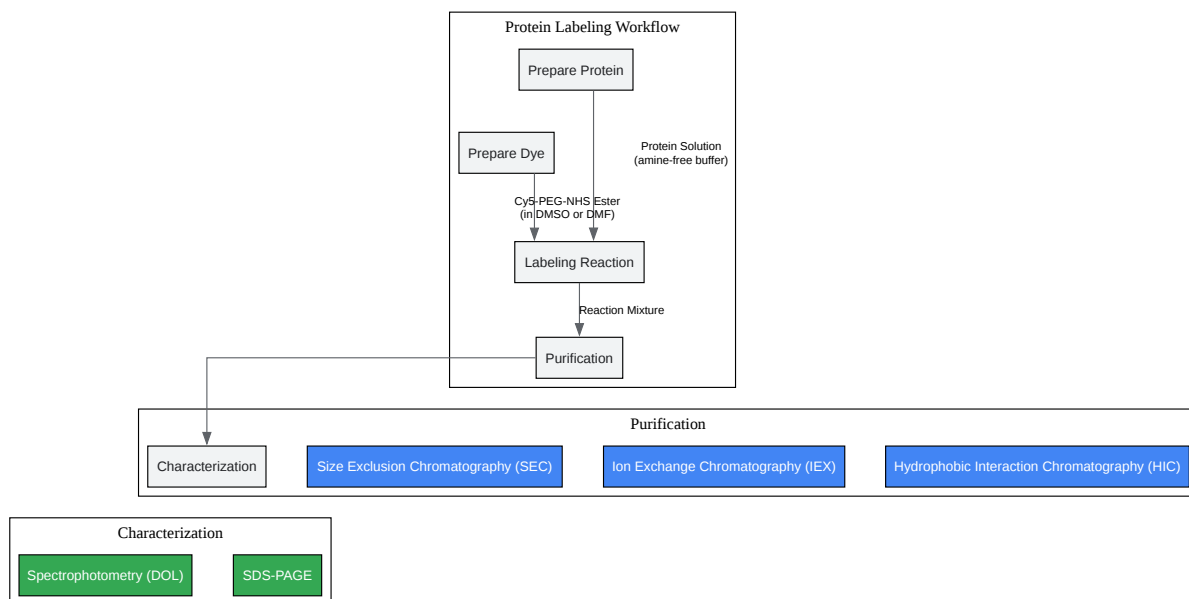 Protein Labeling Workflow
Prepare Protein
Prepare Dye
Protein Solution
(amine-free buffer)
Cy5-PEG-NHS Ester
(in DMSO or DMF)
Labeling Reaction
Reaction Mixture
Purification
Purification
Characterization
Size Exclusion Chromatography (SEC)
Ion Exchange Chromatography (IEX)
Hydrophobic Interaction Chromatography (HIC)
Characterization
Spectrophotometry (DOL)
SDS-PAGE